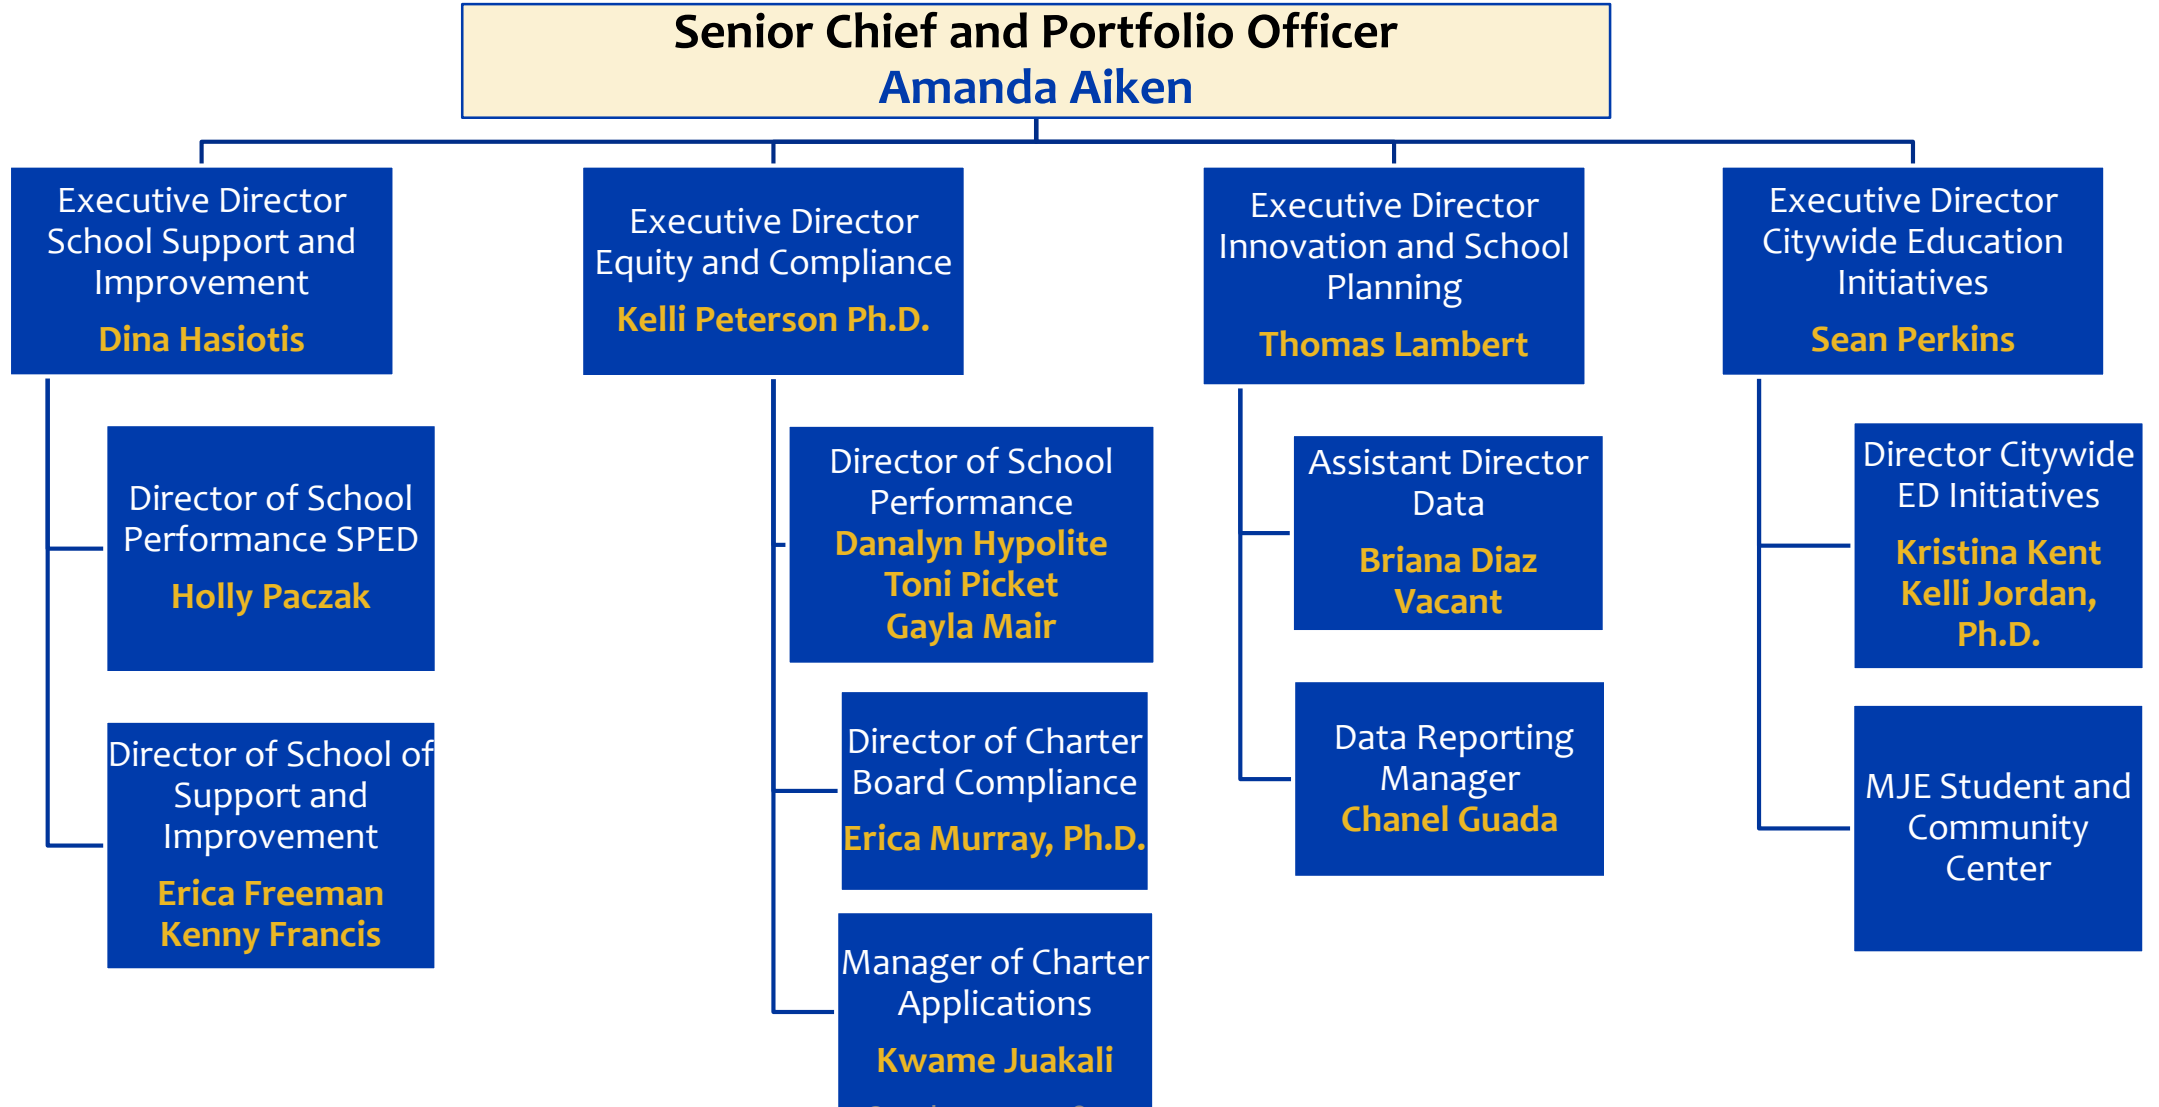 Senior Chief and Portfolio Officer
Amanda Aiken
Executive Director
School Support and
Improvement
Dina Hasiotis
Director of School
Performance SPED
Holly Paczak
Director of School of
Support and
Improvement
Erica Freeman
Kenny Francis
Executive Director
Equity and Compliance
Kelli Peterson Ph.D.
Director of School
Performance
Danalyn Hypolite
Toni Picket
Gayla Mair
Director of Charter
Board Compliance
Erica Murray, Ph.D.
Manager of Charter
Applications
Kwame Juakali
Executive Director
Innovation and School
Planning
Thomas Lambert
Assistant Director
Data
Briana Diaz
Vacant
Data Reporting
Manager
Chanel Guada
Executive Director
Citywide Education
Initiatives
Sean Perkins
Director Citywide
ED Initiatives
Kristina Kent
Kelli Jordan,
Ph.D.
MJE Student and
Community
Center